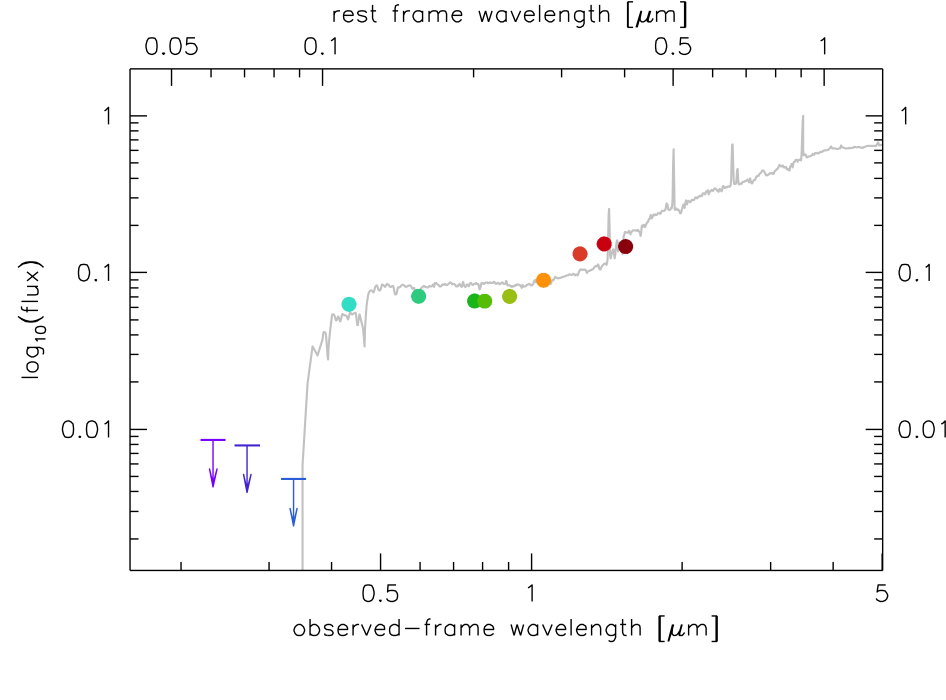 rest frame wavelength [μm]
0.05 0.1 0.5 1
1 1
0.1 0.1
0.01 0.01
log₁₀(flux)
0.5 1 5
observed-frame wavelength [μm]